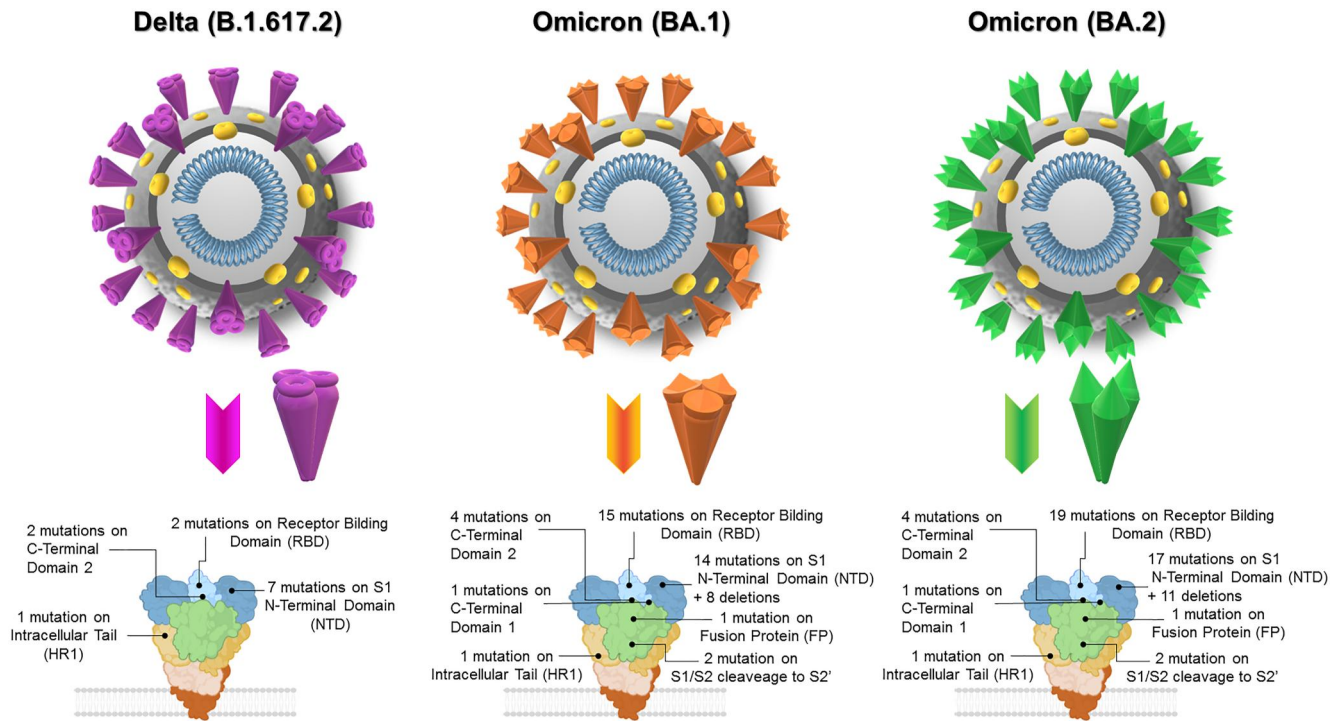 Delta (B.1.617.2)
Omicron (BA.1)
Omicron (BA.2)
2 mutations on
C-Terminal
Domain 2
2 mutations on Receptor Bilding
Domain (RBD)
7 mutations on S1
N-Terminal Domain
(NTD)
1 mutation on
Intracellular Tail
(HR1)
4 mutations on
C-Terminal
Domain 2
15 mutations on Receptor Bilding
Domain (RBD)
14 mutations on S1
N-Terminal Domain (NTD)
+ 8 deletions
1 mutations on
C-Terminal
Domain 1
1 mutation on
Fusion Protein (FP)
1 mutation on
Intracellular Tail (HR1)
2 mutation on
S1/S2 cleaveage to S2'
4 mutations on
C-Terminal
Domain 2
19 mutations on Receptor Bilding
Domain (RBD)
17 mutations on S1
N-Terminal Domain (NTD)
+ 11 deletions
1 mutations on
C-Terminal
Domain 1
1 mutation on
Fusion Protein (FP)
1 mutation on
Intracellular Tail (HR1)
2 mutation on
S1/S2 cleaveage to S2'